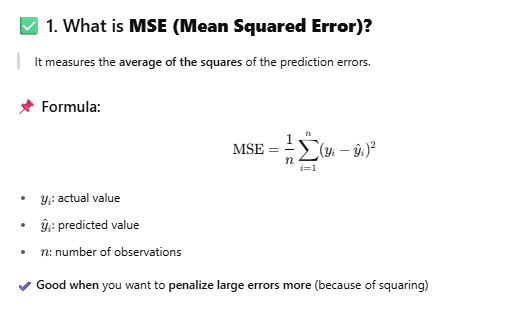 ✅ 1. What is MSE (Mean Squared Error)?
It measures the average of the squares of the prediction errors.
📌 Formula:
MSE = \frac{1}{n} \sum_{i=1}^{n} (y_i - \hat{y}_i)^2
• y_i: actual value
• \hat{y}_i: predicted value
• n: number of observations
✔ Good when you want to penalize large errors more (because of squaring)